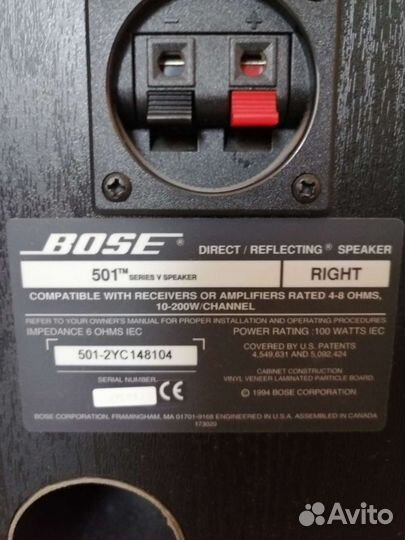 − +
BOSE® DIRECT / REFLECTING® SPEAKER
501™ SERIES V SPEAKER RIGHT
COMPATIBLE WITH RECEIVERS OR AMPLIFIERS RATED 4-8 OHMS,
10-200W/CHANNEL
REFER TO YOUR OWNER'S MANUAL FOR PROPER INSTALLATION AND OPERATING PROCEDURES
IMPEDANCE 6 OHMS IEC POWER RATING :100 WATTS IEC
501-2YC148104
COVERED BY U.S. PATENTS
4,549,631 AND 5,092,424
SERIAL NUMBER
CABINET CONSTRUCTION
VINYL VENEER LAMINATED PARTICLE BOARD.
CE
© 1994 BOSE CORPORATION
BOSE CORPORATION, FRAMINGHAM, MA 01701-9168 ENGINEERED IN U.S.A. ASSEMBLED IN CANADA
173020
Avito